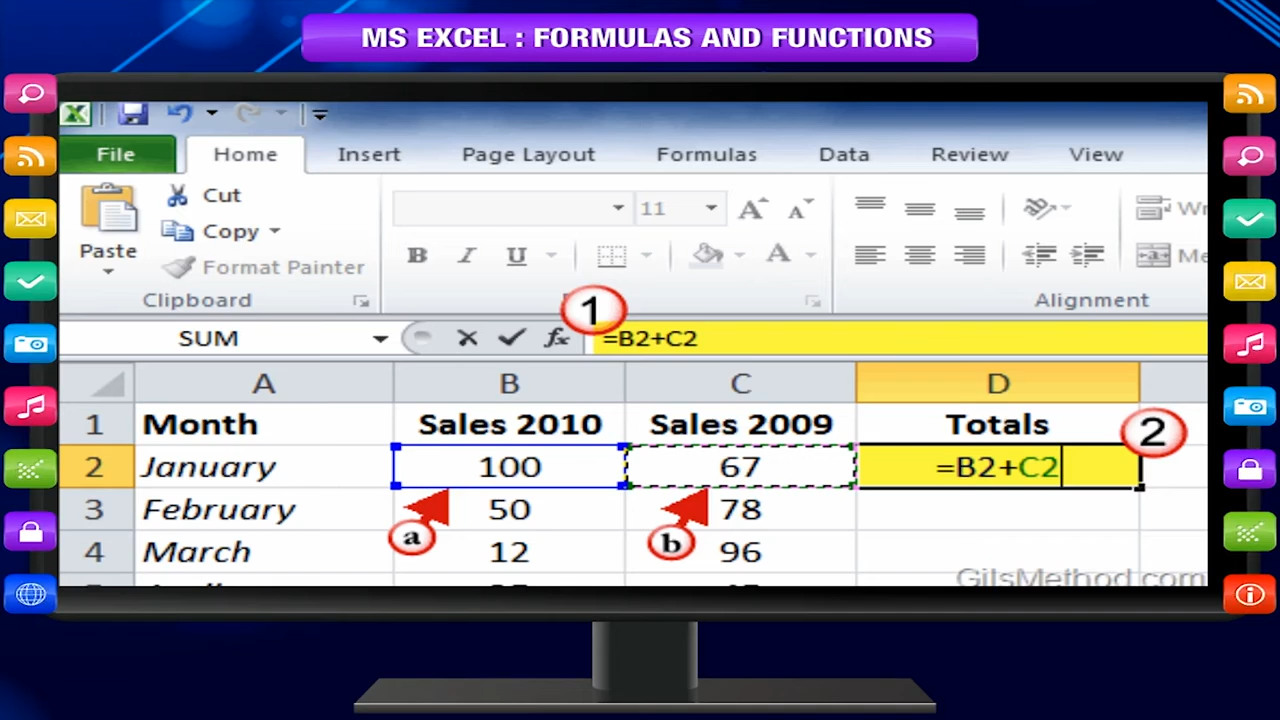 MS EXCEL : FORMULAS AND FUNCTIONS
File Home Insert Page Layout Formulas Data Review View
Paste
Cut
Copy
Format Painter
Clipboard
11
A A
B I U A
Alignment
1
SUM fx =B2+C2
A B C D
1 Month Sales 2010 Sales 2009 Totals
2
2 January 100 67 =B2+C2
3 February 50 78
a b
4 March 12 96
GilsMethod.com